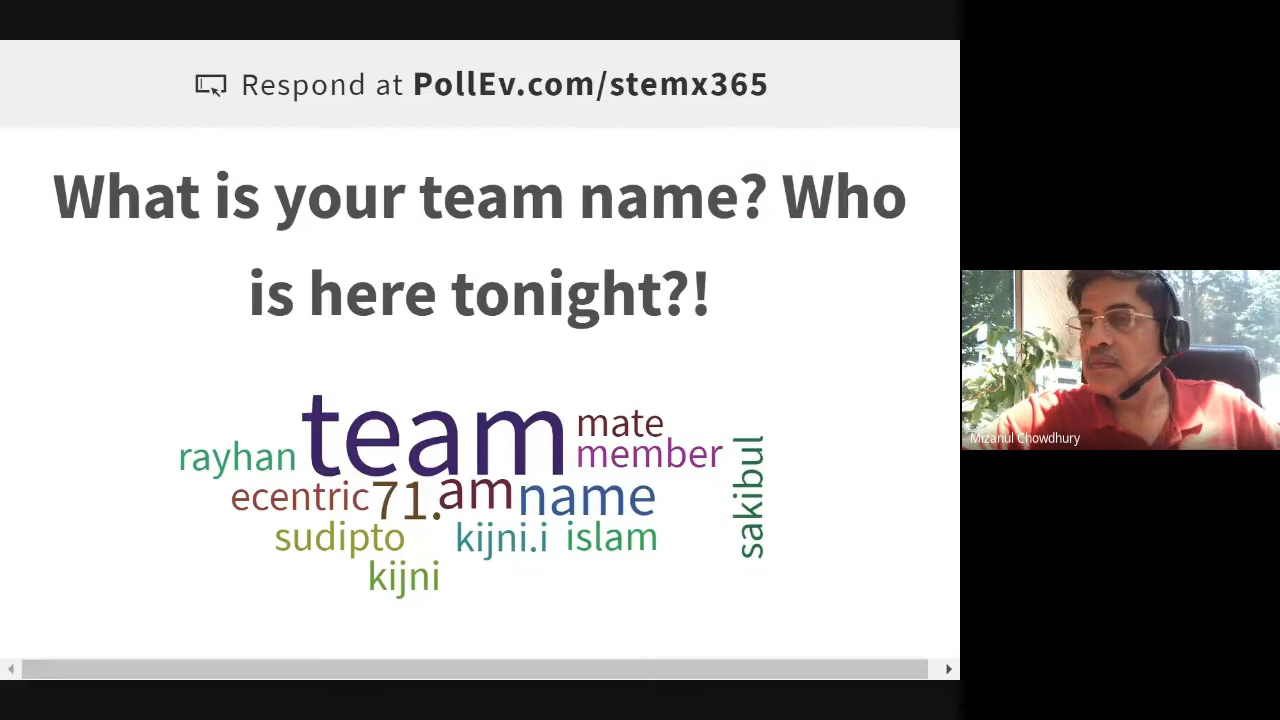 Respond at PollEv.com/stemx365
What is your team name? Who
is here tonight?!
team
mate
rayhan
member
sakibul
ecentric
71.
am
name
sudipto
kijni.i
islam
kijni
Mizanul Chowdhury